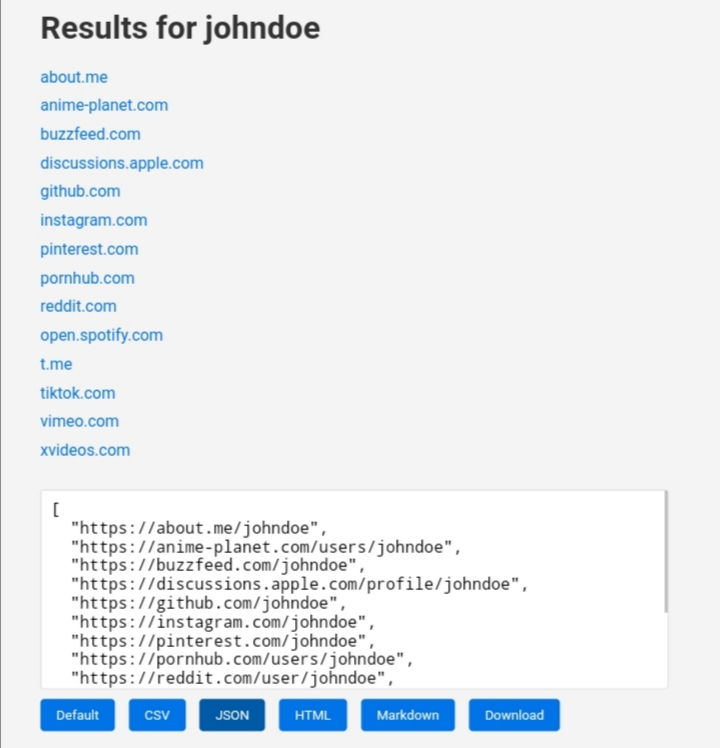 Results for johndoe
about.me
anime-planet.com
buzzfeed.com
discussions.apple.com
github.com
instagram.com
pinterest.com
pornhub.com
reddit.com
open.spotify.com
t.me
tiktok.com
vimeo.com
xvideos.com
[
"https://about.me/johndoe",
"https://anime-planet.com/users/johndoe",
"https://buzzfeed.com/johndoe",
"https://discussions.apple.com/profile/johndoe",
"https://github.com/johndoe",
"https://instagram.com/johndoe",
"https://pinterest.com/johndoe",
"https://pornhub.com/users/johndoe",
"https://reddit.com/user/johndoe",
Default CSV JSON HTML Markdown Download